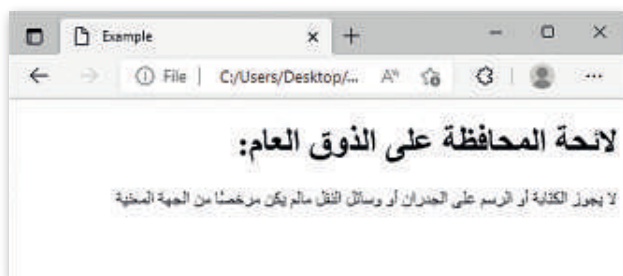 Example
File | C:/Users/Desktop/...
لائحة المحافظة على الذوق العام:
لا يجوز الكتابة أو الرسم على الجدران أو وسائل النقل مالم يكن مرخصًا من الجهة المعنية